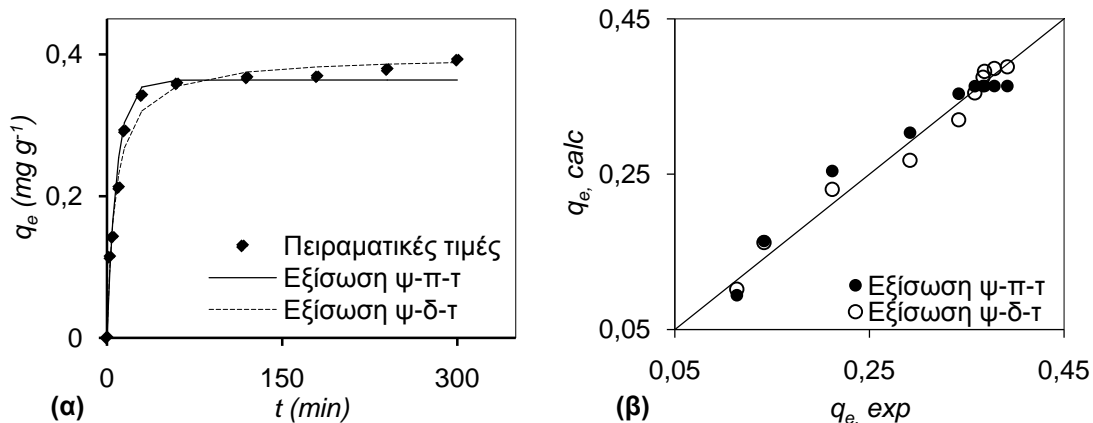 0,4
0,2
0
q_e (mg g⁻¹)
Πειραματικές τιμές
Εξίσωση ψ-π-τ
Εξίσωση ψ-δ-τ
0
150
300
t (min)
(α)
0,45
0,25
0,05
q_e, calc
Εξίσωση ψ-π-τ
Εξίσωση ψ-δ-τ
0,05
0,25
0,45
q_e, exp
(β)